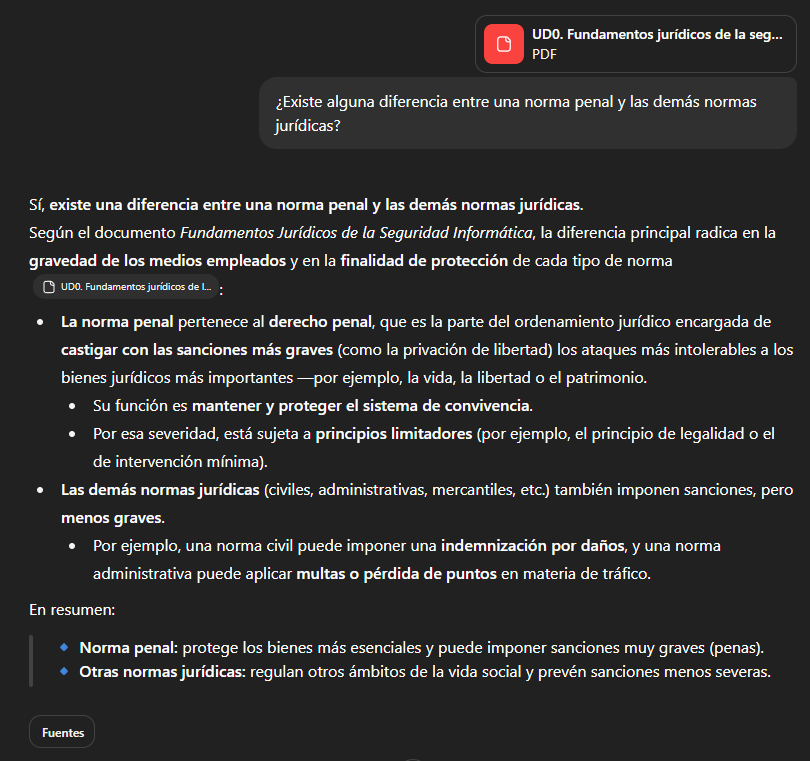 UD0. Fundamentos jurídicos de la seg...
PDF
¿Existe alguna diferencia entre una norma penal y las demás normas
jurídicas?
Sí, existe una diferencia entre una norma penal y las demás normas jurídicas.
Según el documento Fundamentos Jurídicos de la Seguridad Informática, la diferencia principal radica en la
gravedad de los medios empleados y en la finalidad de protección de cada tipo de norma
UD0. Fundamentos jurídicos de l... :
• La norma penal pertenece al derecho penal, que es la parte del ordenamiento jurídico encargada de
castigar con las sanciones más graves (como la privación de libertad) los ataques más intolerables a los
bienes jurídicos más importantes —por ejemplo, la vida, la libertad o el patrimonio.
• Su función es mantener y proteger el sistema de convivencia.
• Por esa severidad, está sujeta a principios limitadores (por ejemplo, el principio de legalidad o el
de intervención mínima).
• Las demás normas jurídicas (civiles, administrativas, mercantiles, etc.) también imponen sanciones, pero
menos graves.
• Por ejemplo, una norma civil puede imponer una indemnización por daños, y una norma
administrativa puede aplicar multas o pérdida de puntos en materia de tráfico.
En resumen:
🔹 Norma penal: protege los bienes más esenciales y puede imponer sanciones muy graves (penas).
🔹 Otras normas jurídicas: regulan otros ámbitos de la vida social y prevén sanciones menos severas.
Fuentes